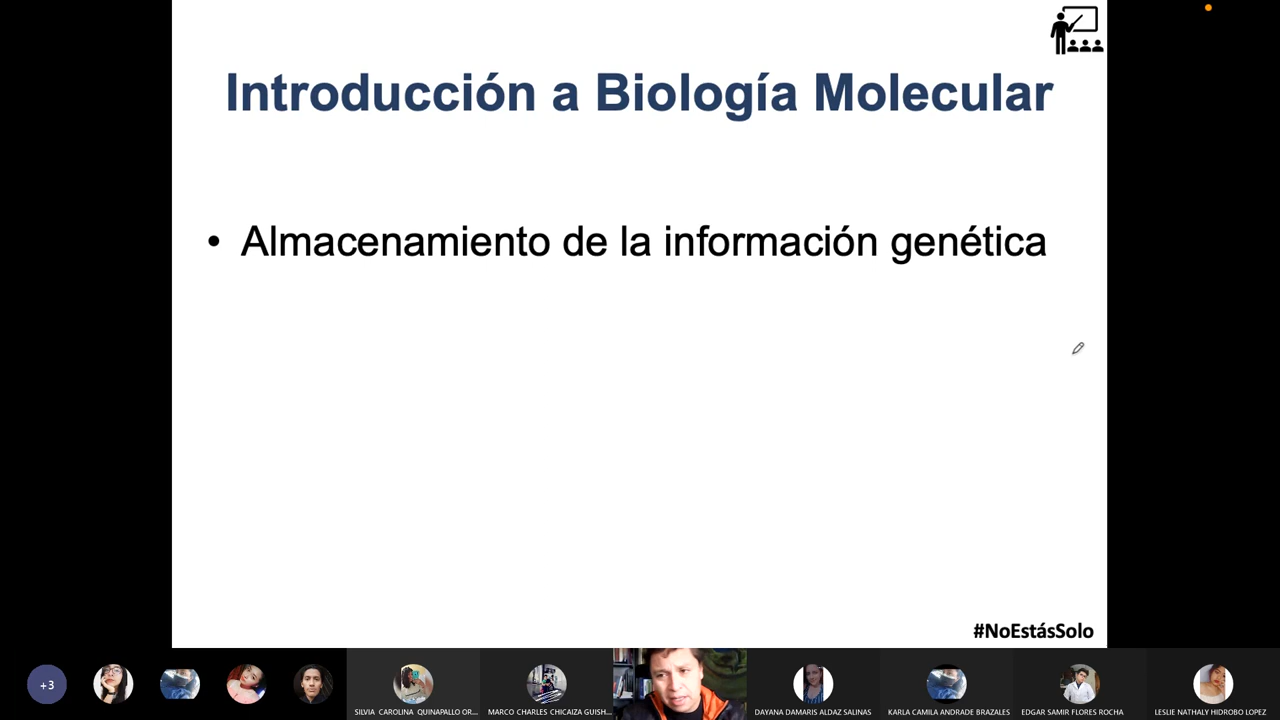 Introducción a Biología Molecular
• Almacenamiento de la información genética
#NoEstásSolo
+3
SILVIA CAROLINA QUINAPALLO OR...
MARCO CHARLES CHICAIZA GUISH...
DAYANA DAMARIS ALDAZ SALINAS
KARLA CAMILA ANDRADE BRAZALES
EDGAR SAMIR FLORES ROCHA
LESLIE NATHALY HIDROBO LOPEZ